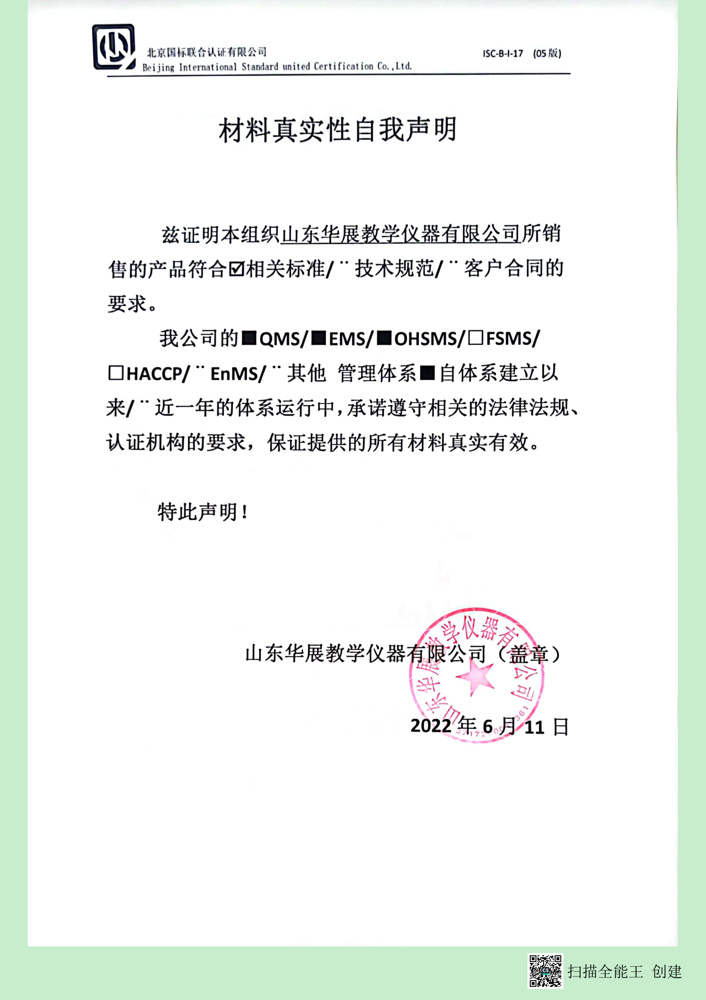 北京国标联合认证有限公司
ISC-B-I-17 (05 版)
Beijing International Standard united Certification Co.,Ltd.
材料真实性自我声明
兹证明本组织山东华展教学仪器有限公司所销
售的产品符合☑相关标准/¨技术规范/¨客户合同的
要求。
我公司的■QMS/■EMS/■OHSMS/□FSMS/
□HACCP/¨EnMS/¨其他 管理体系■自体系建立以
来/¨近一年的体系运行中,承诺遵守相关的法律法规、
认证机构的要求，保证提供的所有材料真实有效。
特此声明！
山东华展教学仪器有限公司（盖章）
山东华展教学仪器有限公司
2022 年 6 月 11 日
CS
扫描全能王 创建